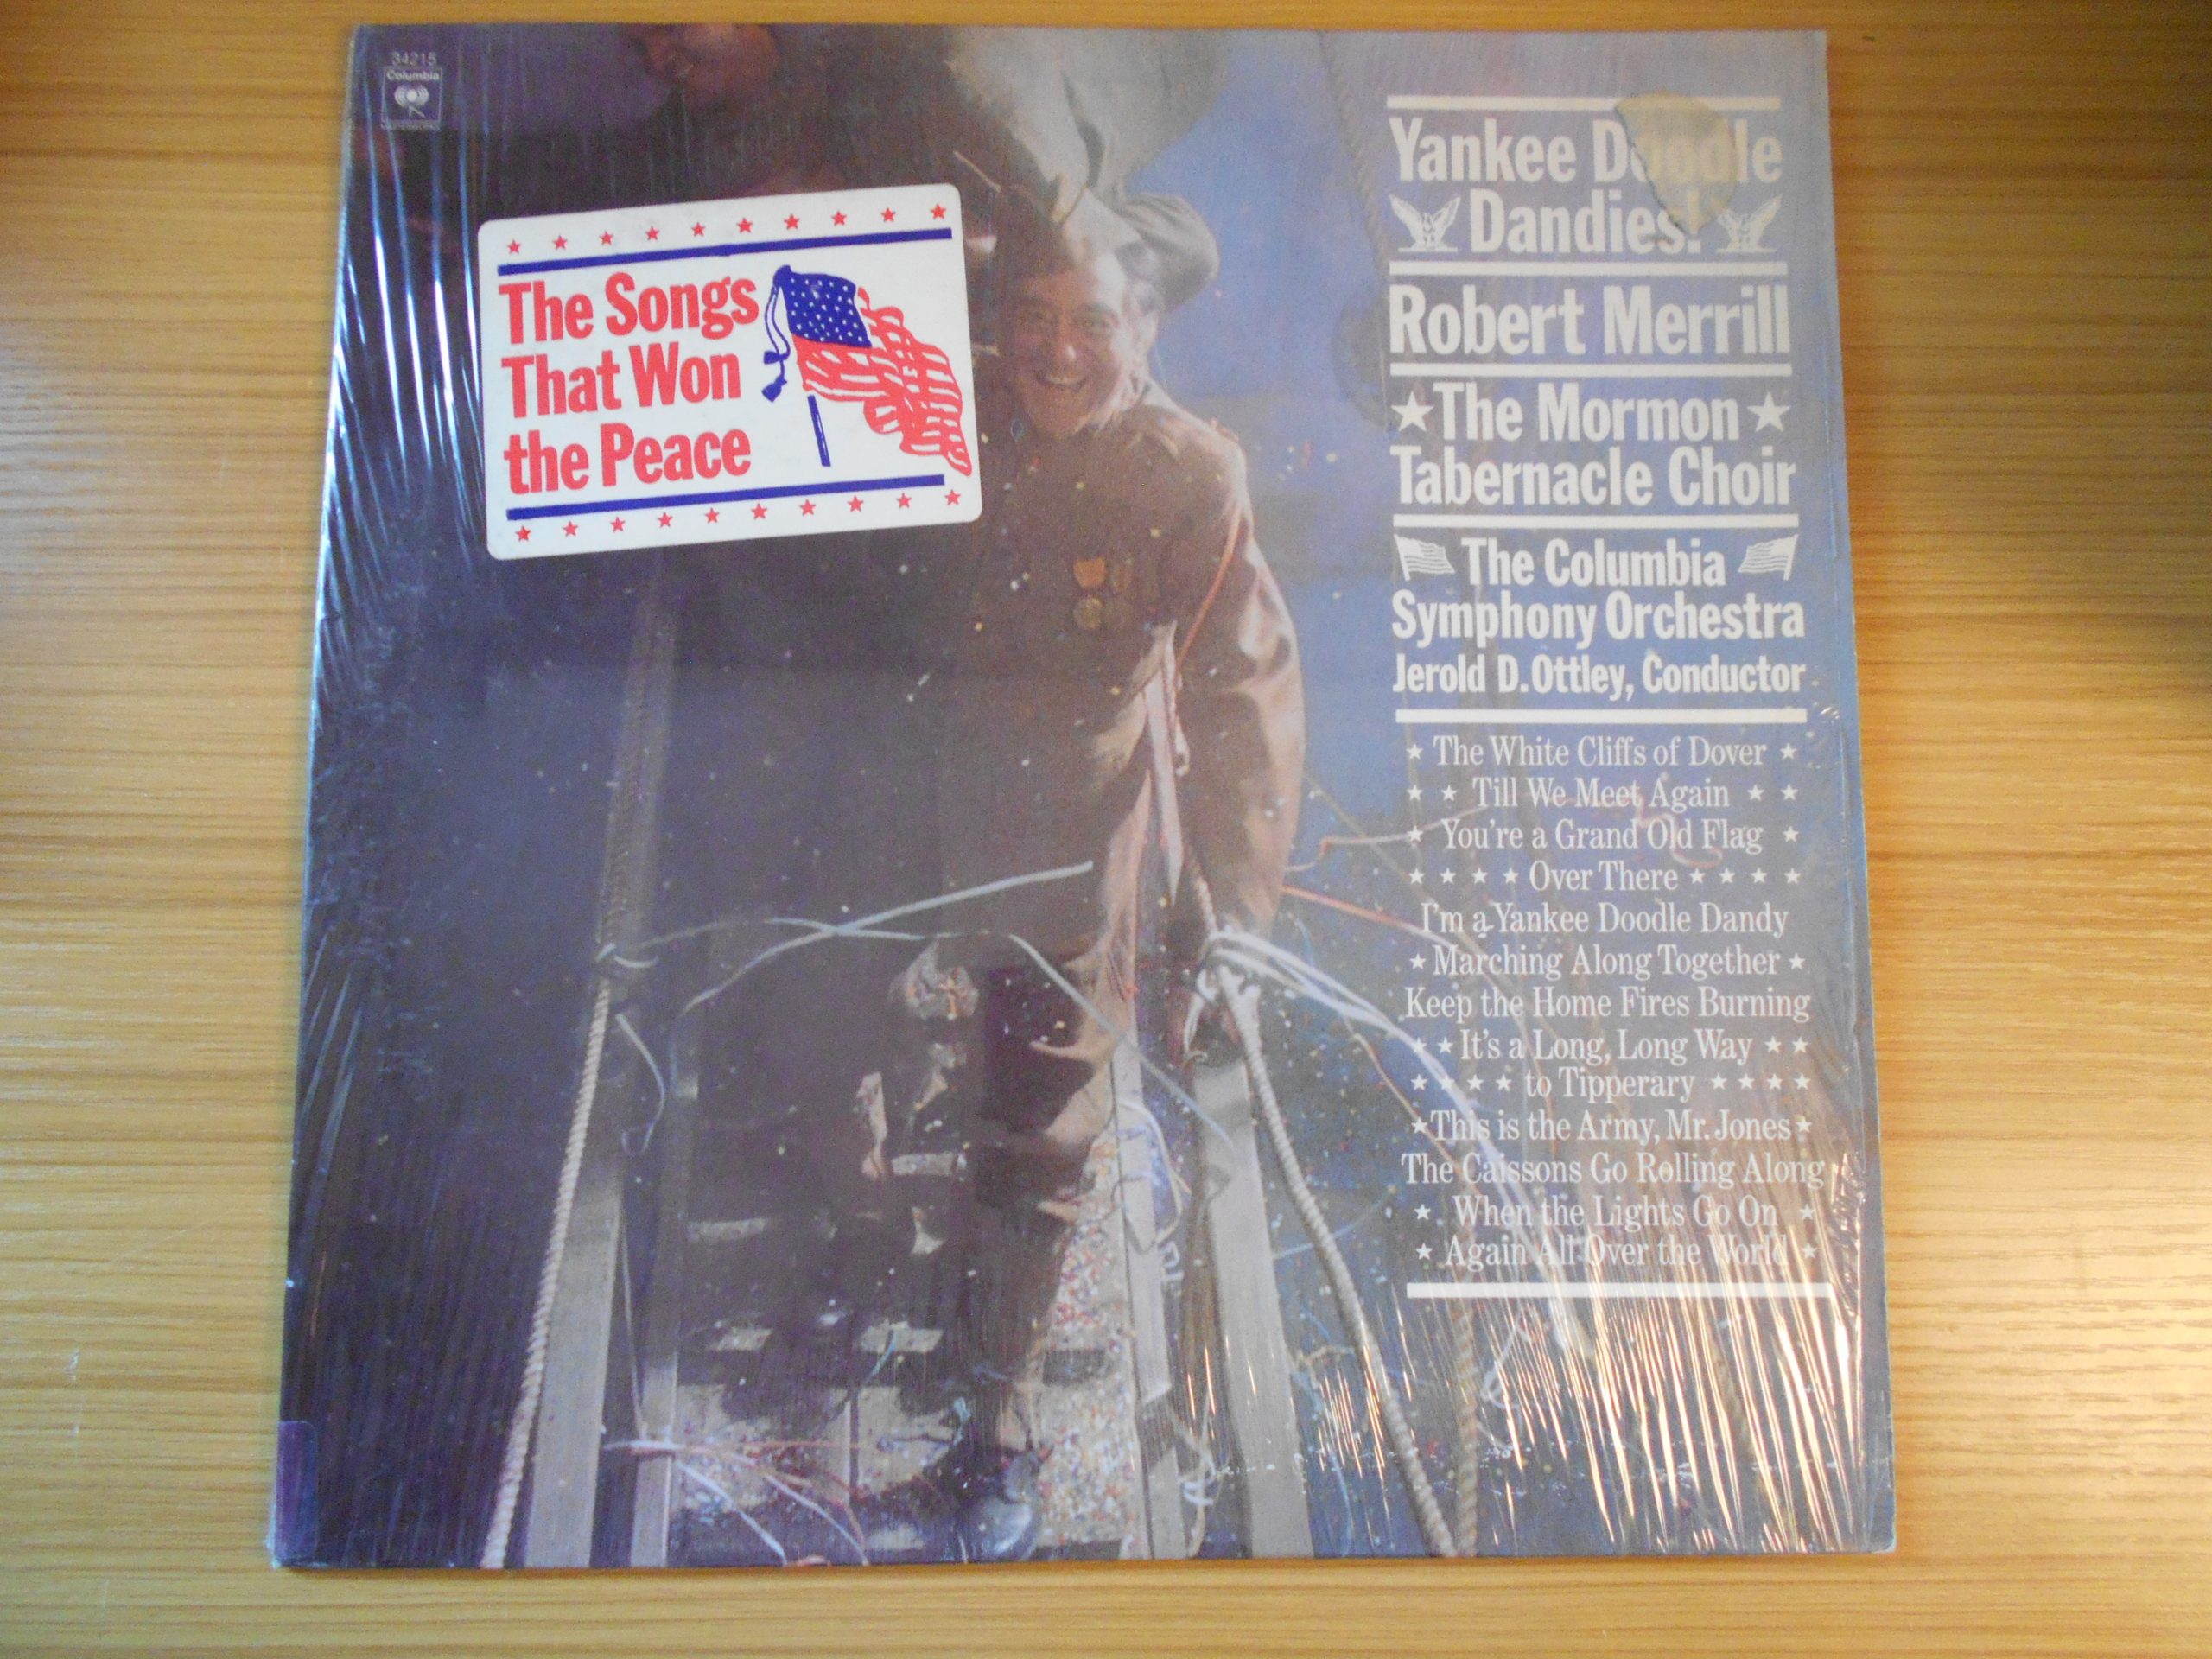 34215
Columbia
The Songs
That Won
the Peace
Yankee Doodle
Dandies!
Robert Merrill
The Mormon
Tabernacle Choir
The Columbia
Symphony Orchestra
Jerold D. Ottley, Conductor
The White Cliffs of Dover
Till We Meet Again
You're a Grand Old Flag
Over There
I'm a Yankee Doodle Dandy
Marching Along Together
Keep the Home Fires Burning
It's a Long, Long Way
to Tipperary
This is the Army, Mr. Jones
The Caissons Go Rolling Along
When the Lights Go On
Again All Over the World